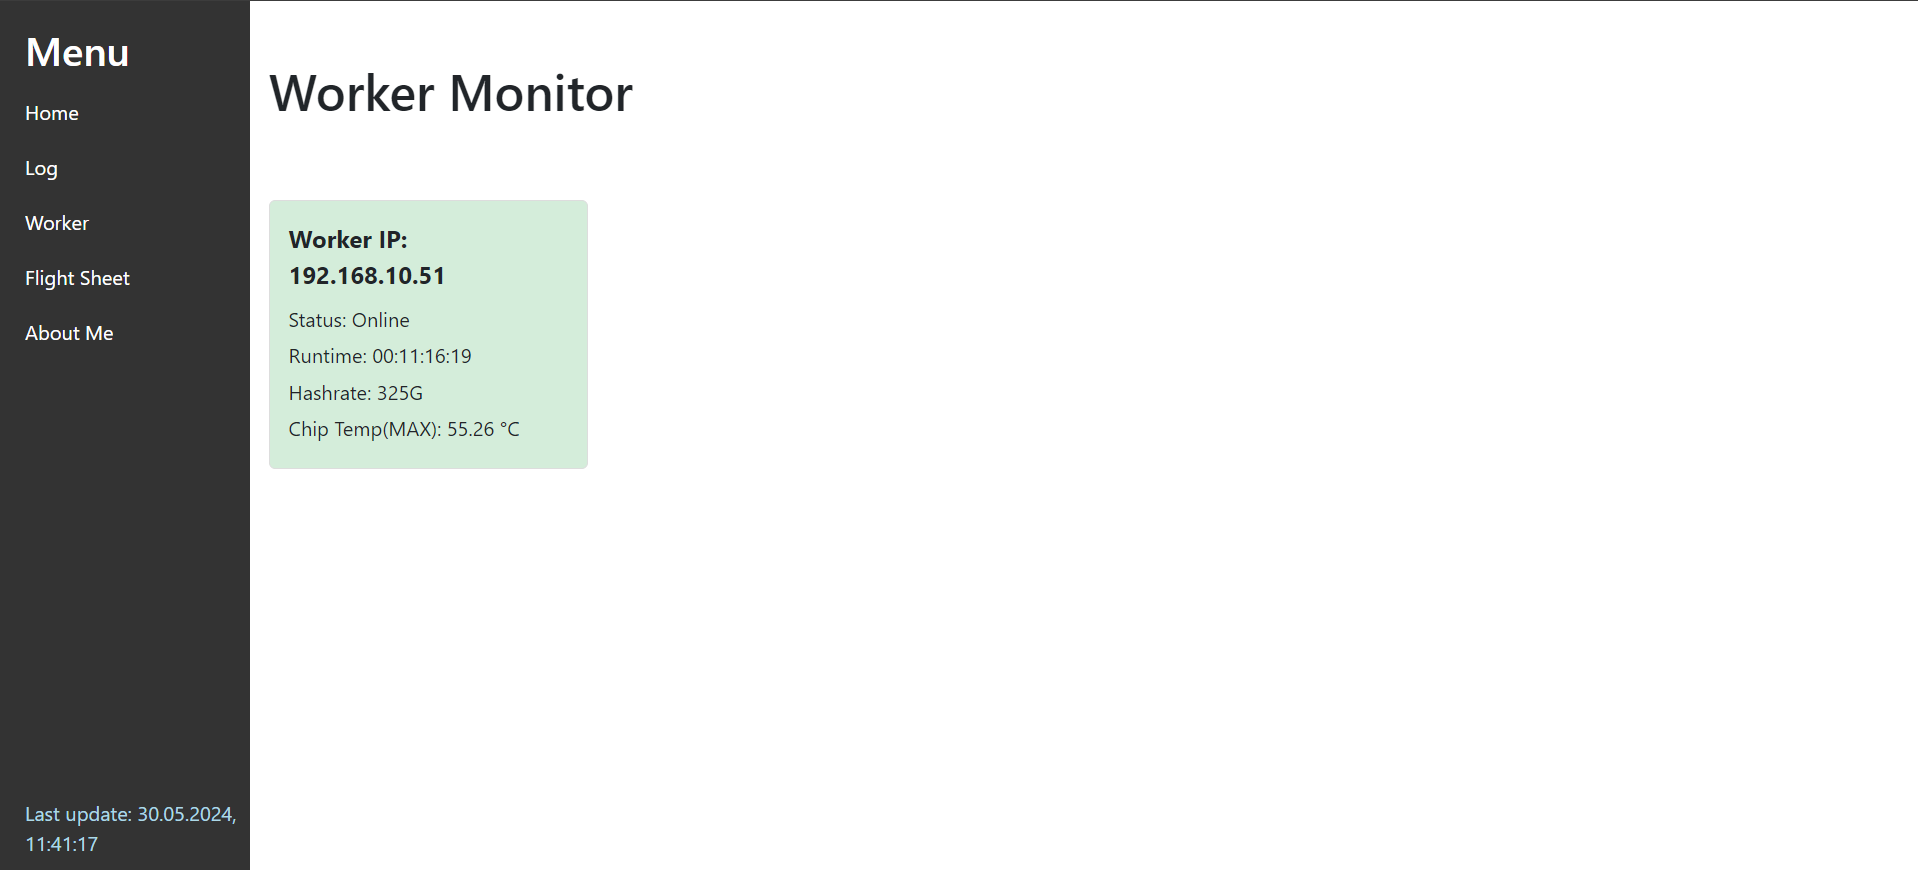 Menu
Home
Log
Worker
Flight Sheet
About Me
Last update: 30.05.2024,
11:41:17
Worker Monitor
Worker IP:
192.168.10.51
Status: Online
Runtime: 00:11:16:19
Hashrate: 325G
Chip Temp(MAX): 55.26 °C